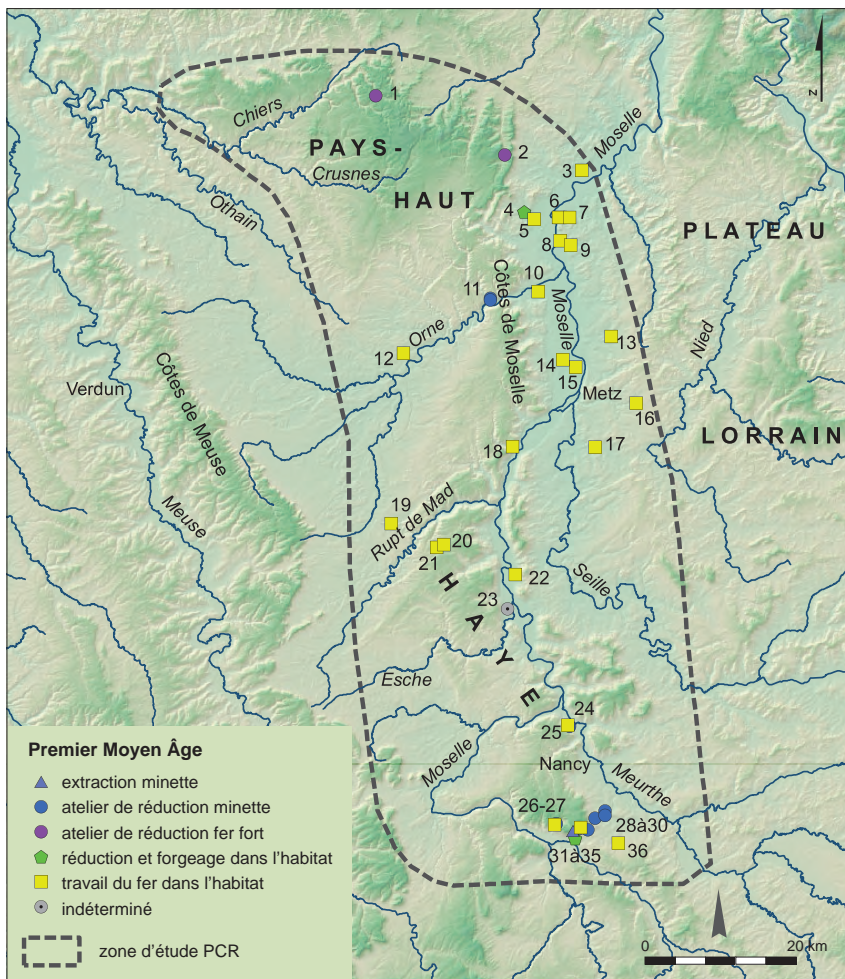 N
1
Chiers
PAYS-
Moselle
2
3
Crusnes
Othain
HAUT
4
5
6
7
PLATEAU
8
9
10
11
Côtes de Moselle
Moselle
Nied
Orne
12
13
14
15
Verdun
Côtes de Meuse
Metz
16
LORRAIN
17
18
Meuse
19
Rupt de Mad
20
21
22
Seille
HAYE
23
Esche
24
25
Moselle
Nancy
Meurthe
26-27
28à30
31à35
36
Premier Moyen Âge
extraction minette
atelier de réduction minette
atelier de réduction fer fort
réduction et forgeage dans l'habitat
travail du fer dans l'habitat
indéterminé
zone d'étude PCR
0 20 km